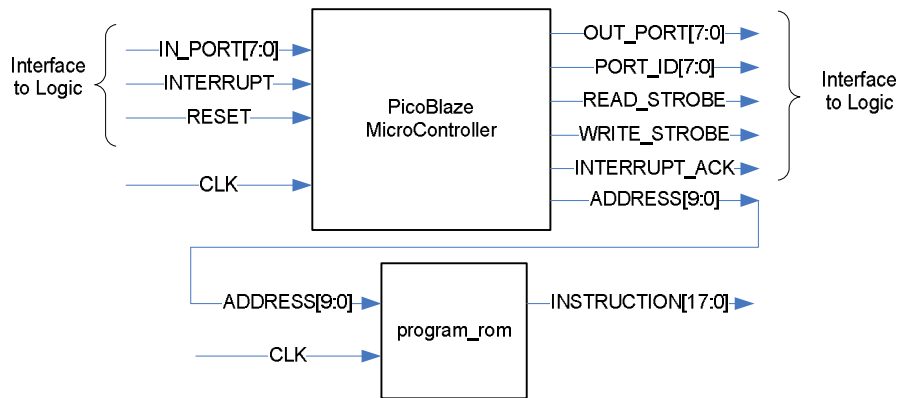 Interface
to Logic
IN_PORT[7:0]
INTERRUPT
RESET
CLK
PicoBlaze
MicroController
OUT_PORT[7:0]
PORT_ID[7:0]
READ_STROBE
WRITE_STROBE
INTERRUPT_ACK
ADDRESS[9:0]
Interface
to Logic
ADDRESS[9:0]
CLK
program_rom
INSTRUCTION[17:0]